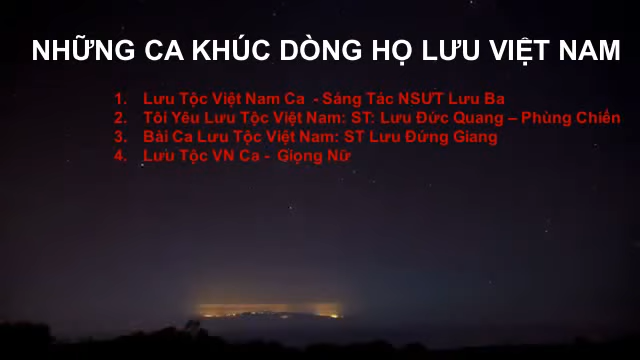 NHỮNG CA KHÚC DÒNG HỌ LƯU VIỆT NAM
1. Lưu Tộc Việt Nam Ca - Sáng Tác NSƯT Lưu Ba
2. Tôi Yêu Lưu Tộc Việt Nam: ST: Lưu Đức Quang – Phùng Chiến
3. Bài Ca Lưu Tộc Việt Nam: ST Lưu Đứng Giang
4. Lưu Tộc VN Ca - Giọng Nữ